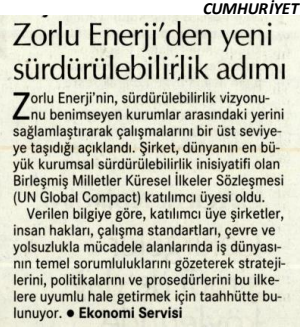 CUMHURİYET
Zorlu Enerji'den yeni
sürdürülebilirlik adımı
Zorlu Enerji'nin, sürdürülebilirlik vizyonu-
nu benimseyen kurumlar arasındaki yerini
sağlamlaştırarak çalışmalarını bir üst seviye-
ye taşıdığı açıklandı. Şirket, dünyanın en bü-
yük kurumsal sürdürülebilirlik inisiyatifi olan
Birleşmiş Milletler Küresel İlkeler Sözleşmesi
(UN Global Compact) katılımcı üyesi oldu.
Verilen bilgiye göre, katılımcı üye şirketler,
insan hakları, çalışma standartları, çevre ve
yolsuzlukla mücadele alanlarında iş dünyası-
nın temel sorumluluklarını gözeterek strateji-
lerini, politikalarını ve prosedürlerini bu ilke-
lere uyumlu hale getirmek için taahhütte bu-
lunuyor. ● Ekonomi Servisi